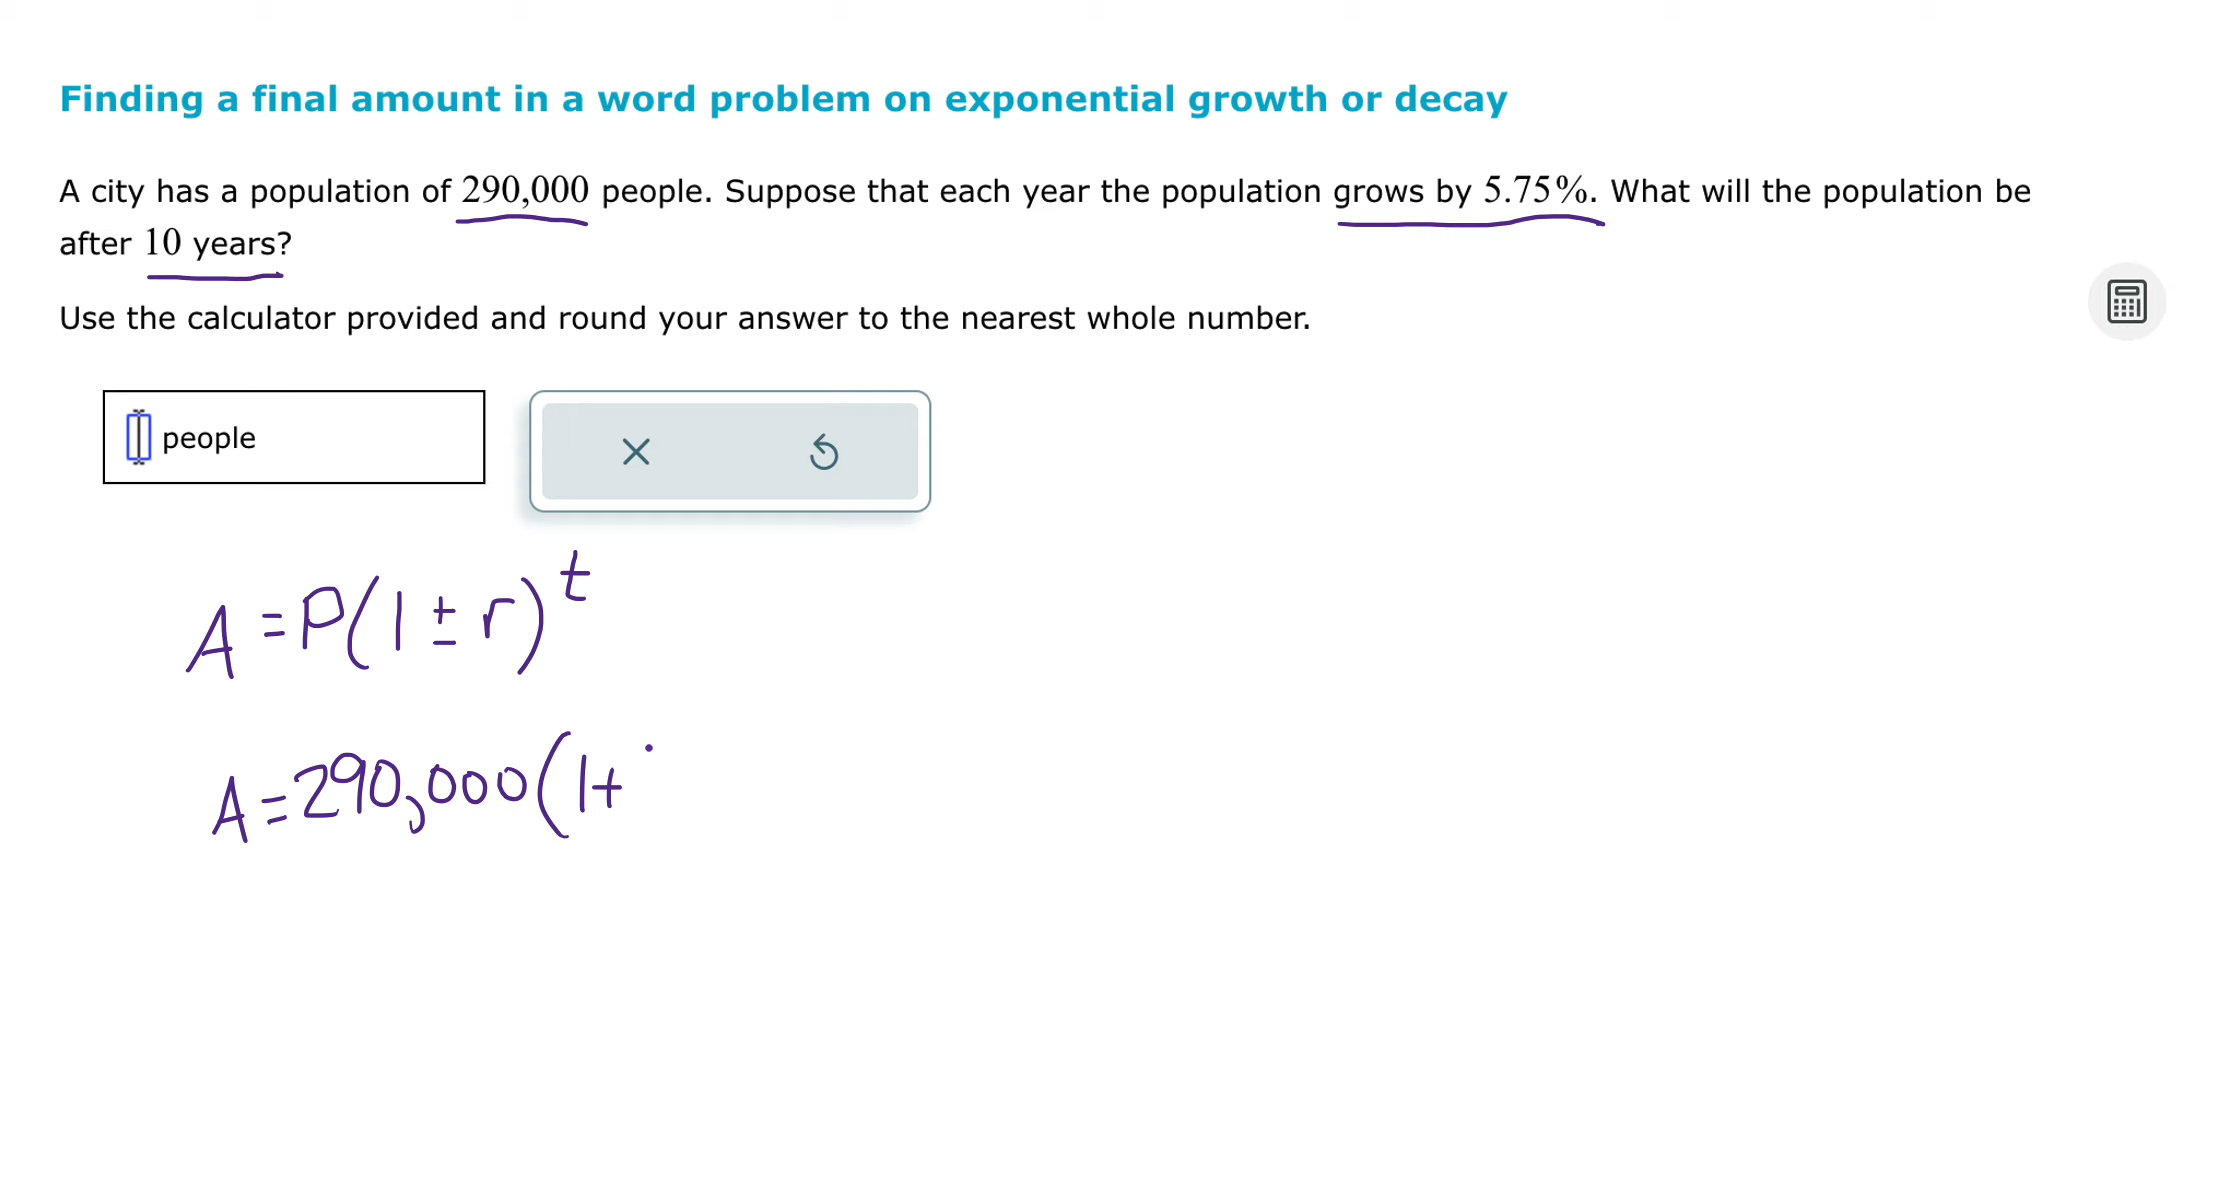 Finding a final amount in a word problem on exponential growth or decay
A city has a population of 290,000 people. Suppose that each year the population grows by 5.75%. What will the population be
after 10 years?
Use the calculator provided and round your answer to the nearest whole number.
people
A=P(1±r)^t
A=290,000(1+.